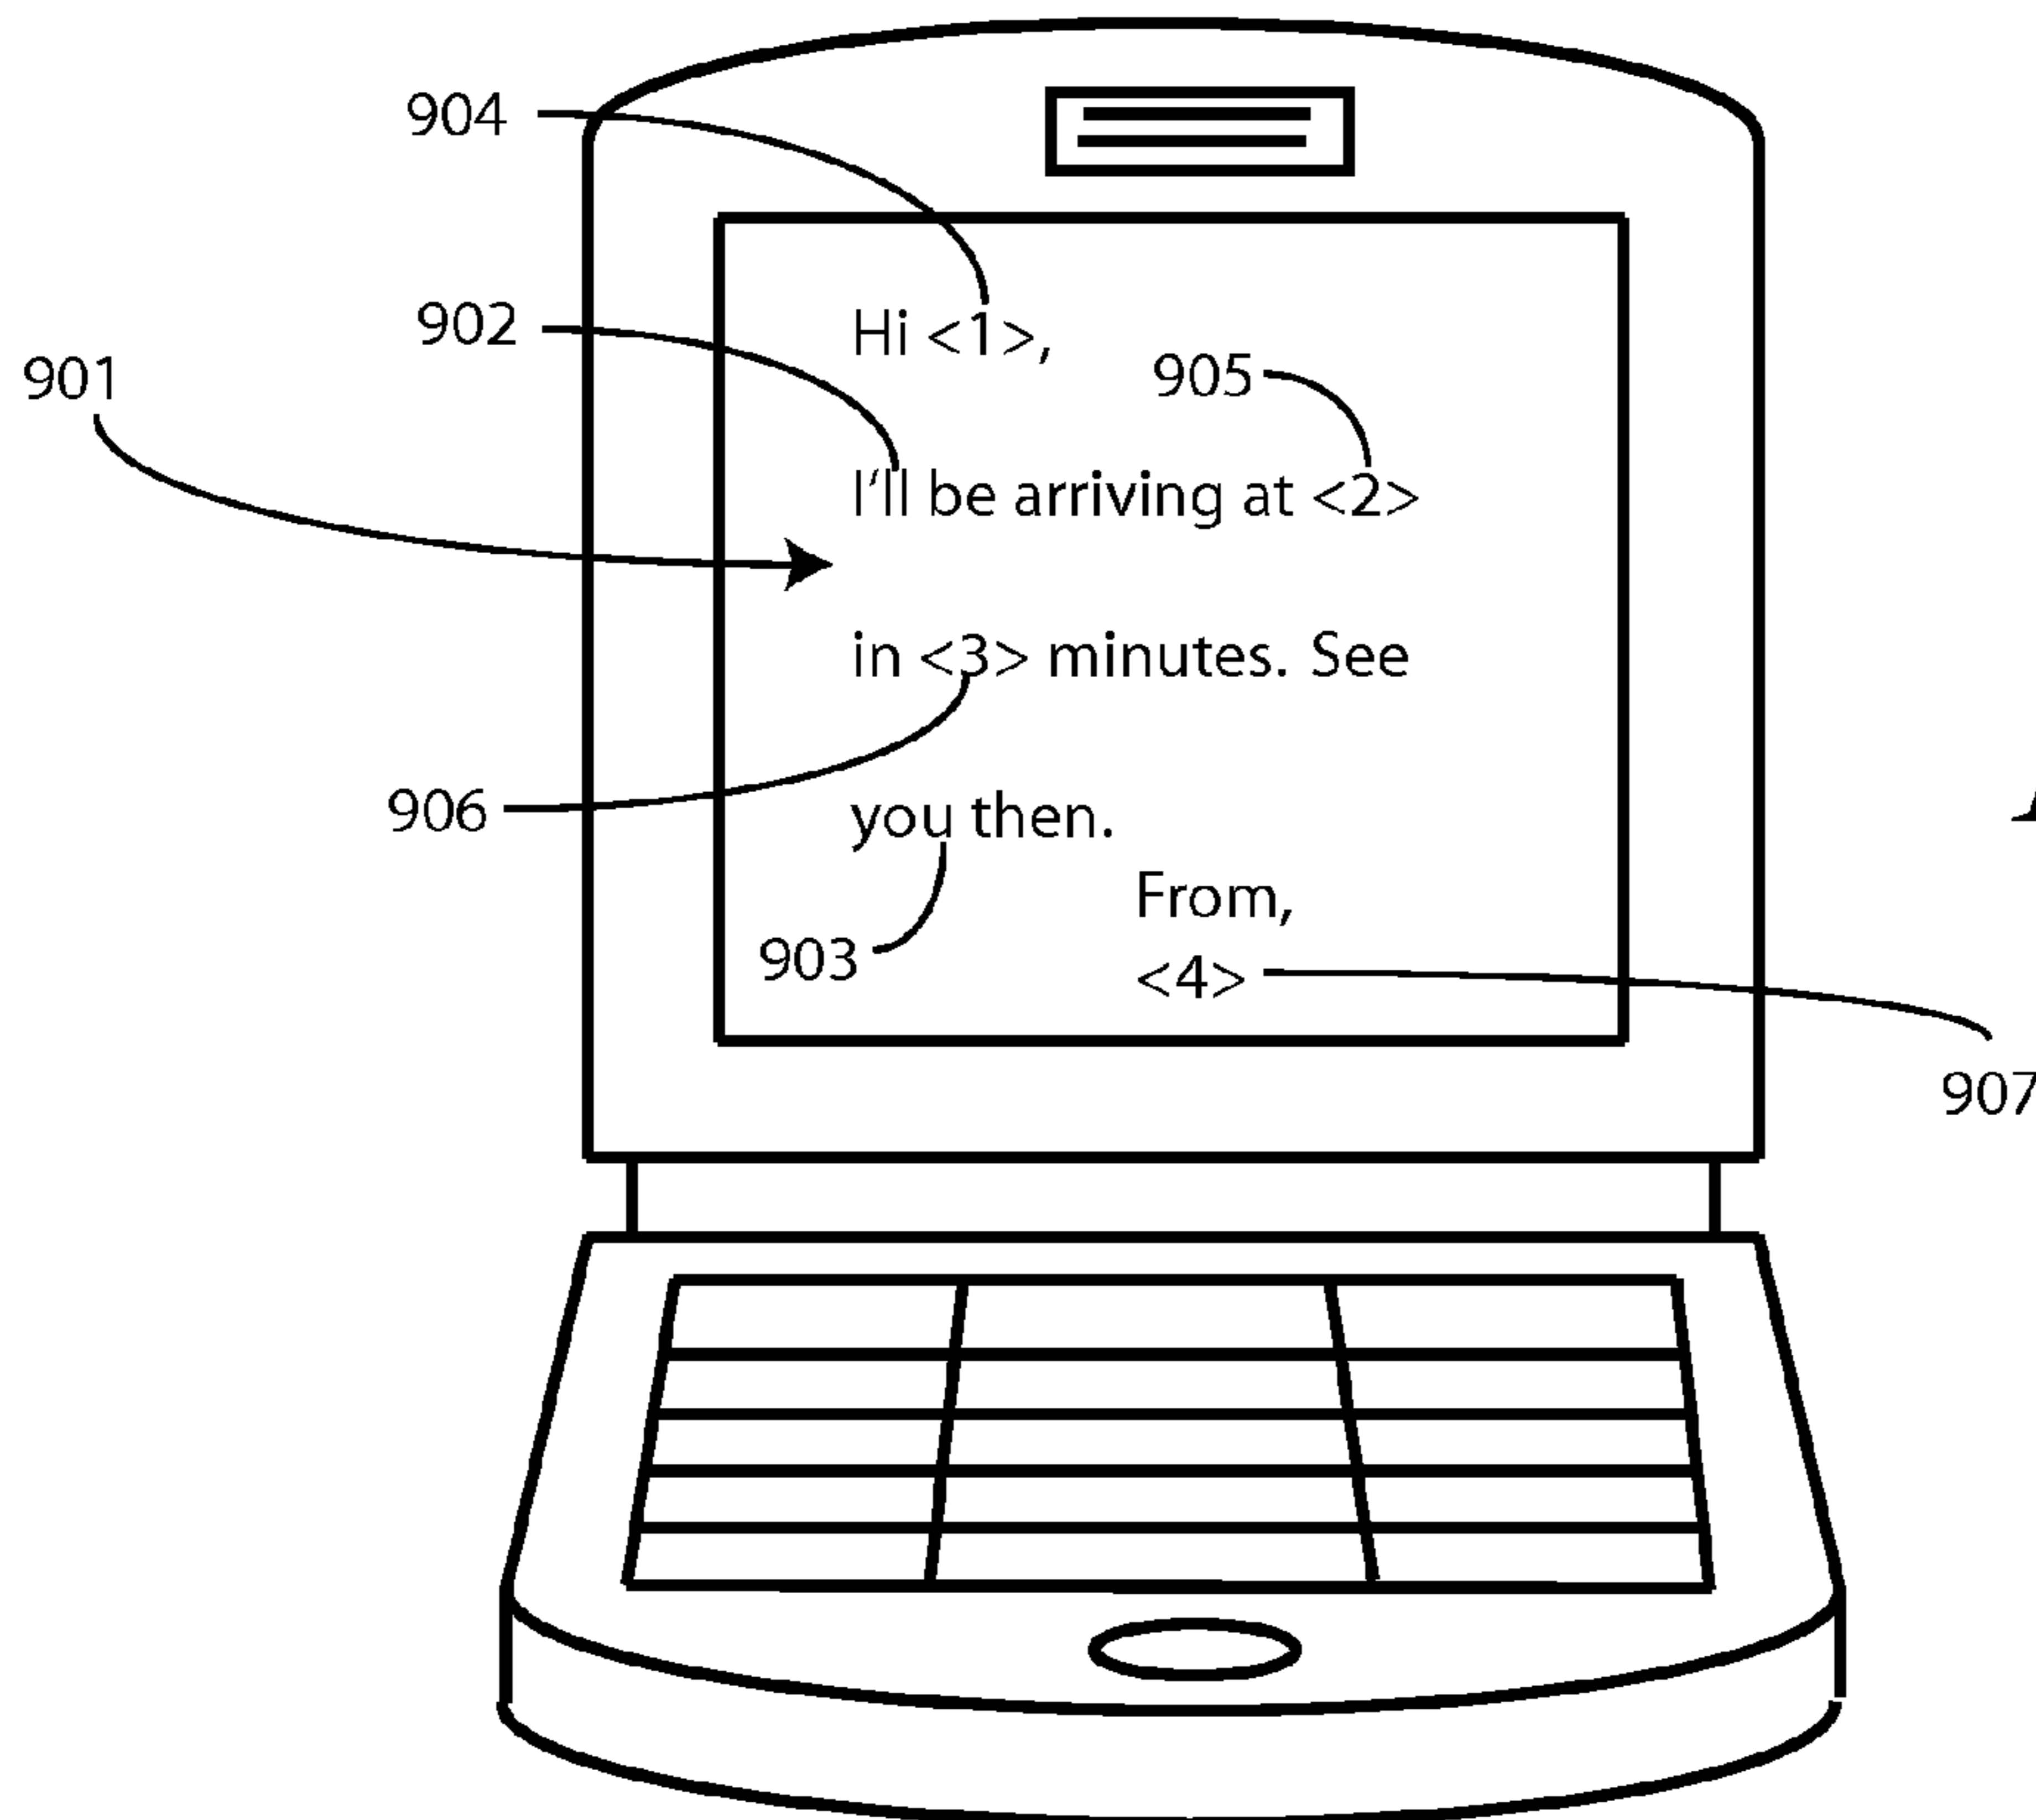 904
Hi <1>,
902
905
901
I'll be arriving at <2>
in <3> minutes. See
906
you then.
From,
903
<4>
907